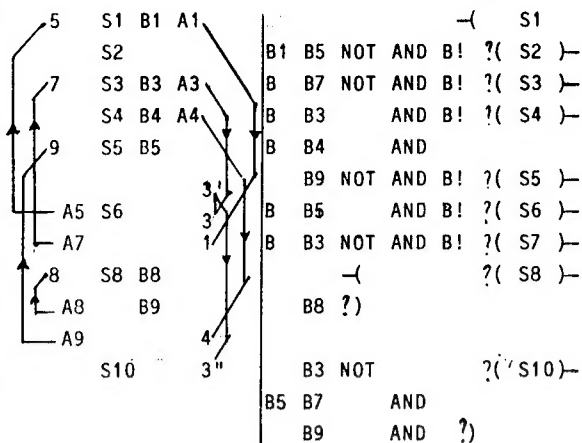 5 S1 B1 A1 —( S1
S2 B1 B5 NOT AND B! ?( S2 )—
7 S3 B3 A3 B B7 NOT AND B! ?( S3 )—
S4 B4 A4 B B3 AND B! ?( S4 )—
9 S5 B5 B B4 AND
3' B9 NOT AND B! ?( S5 )—
A5 S6 3 B B5 AND B! ?( S6 )—
A7 1 B B3 NOT AND B! ?( S7 )—
8 S8 B8 —( ?( S8 )—
A8 B9 B8 ?)
A9 4
S10 3" B3 NOT ?( S10)—
B5 B7 AND
B9 AND ?)